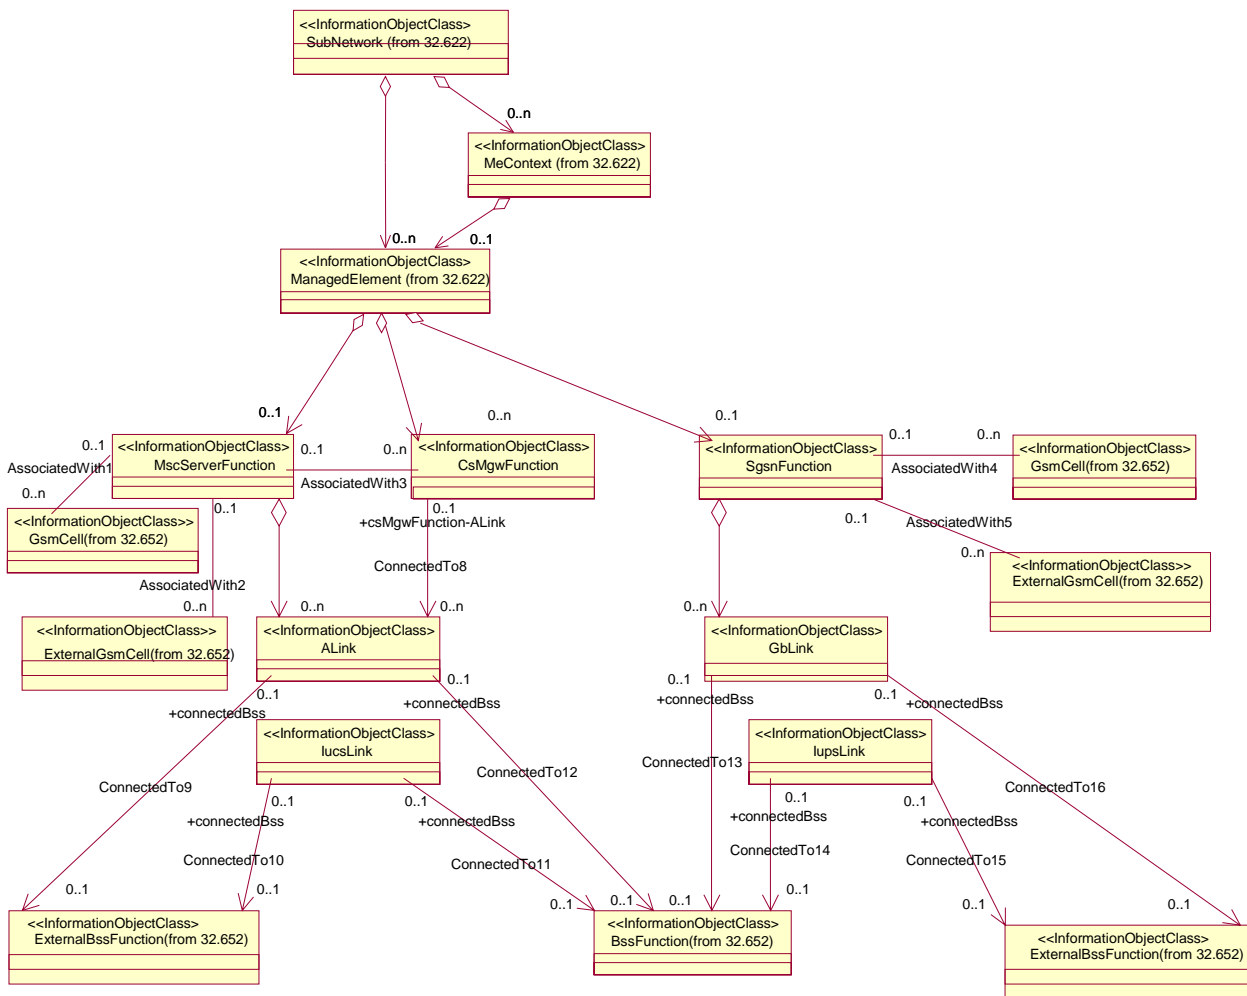 <<InformationObjectClass>
SubNetwork (from 32.622)
0..n
<<InformationObjectClass>
MeContext (from 32.622)
0..n
0..1
<<InformationObjectClass>
ManagedElement (from 32.622)
0..1
0..n
0..1
<<InformationObjectClass>
MscServerFunction
<<InformationObjectClass>
CsMgwFunction
<<InformationObjectClass>
SgsnFunction
<<InformationObjectClass>
GsmCell(from 32.652)
0..1
AssociatedWith1
0..n
0..1
0..n
AssociatedWith3
0..1
0..n
AssociatedWith4
<<InformationObjectClass>>
GsmCell(from 32.652)
0..1
AssociatedWith2
0..n
0..1
+csMgwFunction-ALink
ConnectedTo8
0..n
0..n
0..1
AssociatedWith5
0..n
<<InformationObjectClass>>
ExternalGsmCell(from 32.652)
0..n
<<InformationObjectClass>>
ExternalGsmCell(from 32.652)
<<InformationObjectClass>
ALink
<<InformationObjectClass>
GbLink
0..1
+connectedBss
0..1
+connectedBss
0..1
+connectedBss
0..1
+connectedBss
<<InformationObjectClass>
IucsLink
<<InformationObjectClass>
IupsLink
ConnectedTo9
ConnectedTo12
ConnectedTo13
ConnectedTo16
0..1
+connectedBss
0..1
+connectedBss
0..1
+connectedBss
0..1
+connectedBss
ConnectedTo10
ConnectedTo11
ConnectedTo14
ConnectedTo15
0..1
0..1
0..1
0..1
0..1
0..1
0..1
0..1
<<InformationObjectClass>
ExternalBssFunction(from 32.652)
<<InformationObjectClass>
BssFunction(from 32.652)
<<InformationObjectClass>
ExternalBssFunction(from 32.652)